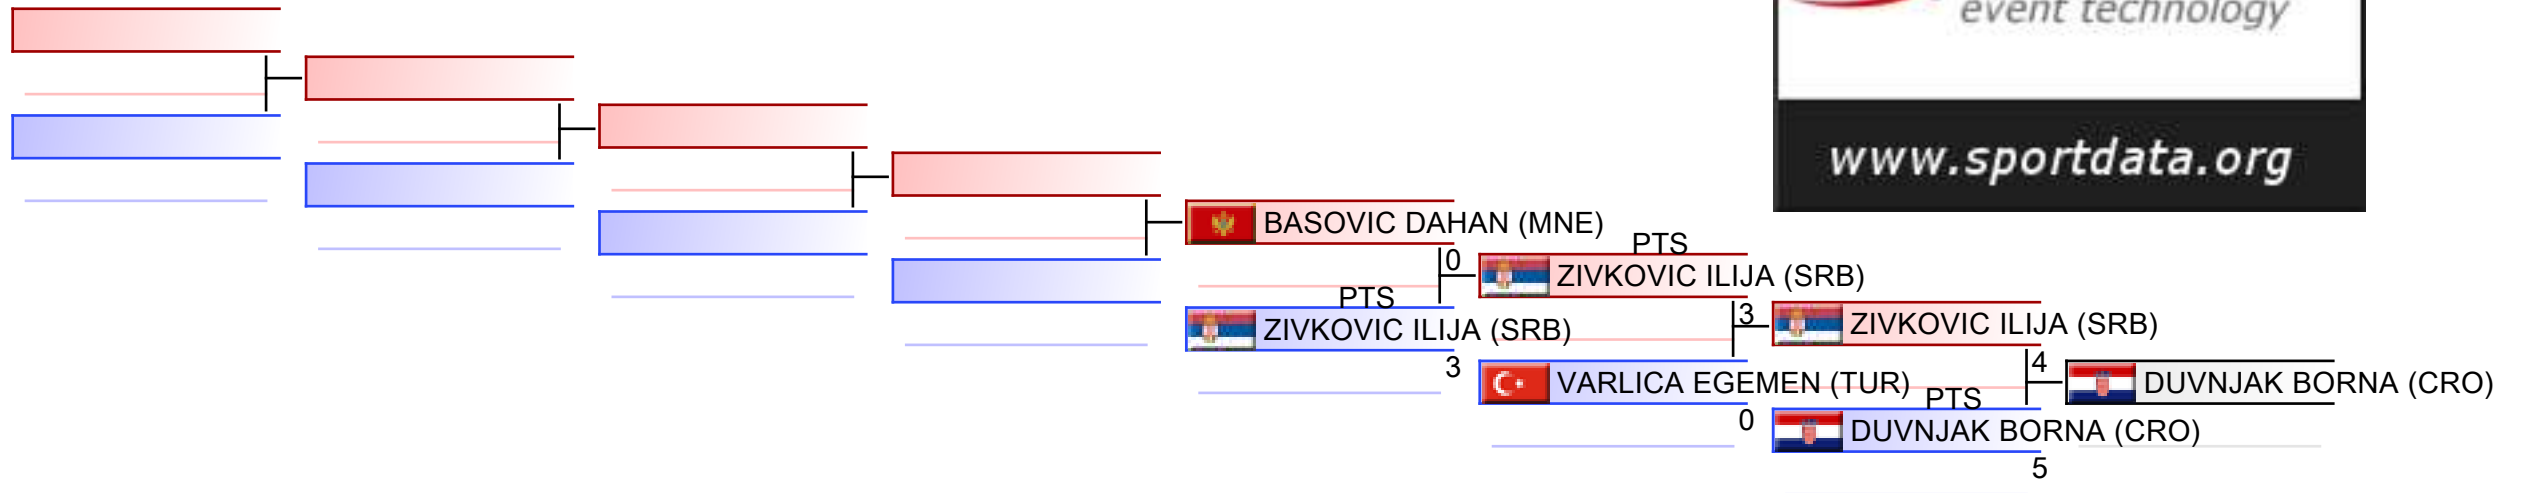 event technology
www.sportdata.org
BASOVIC DAHAN (MNE)
0
PTS
ZIVKOVIC ILIJA (SRB)
3
PTS
ZIVKOVIC ILIJA (SRB)
3
VARLICA EGEMEN (TUR)
0
ZIVKOVIC ILIJA (SRB)
4
PTS
DUVNJAK BORNA (CRO)
5
DUVNJAK BORNA (CRO)